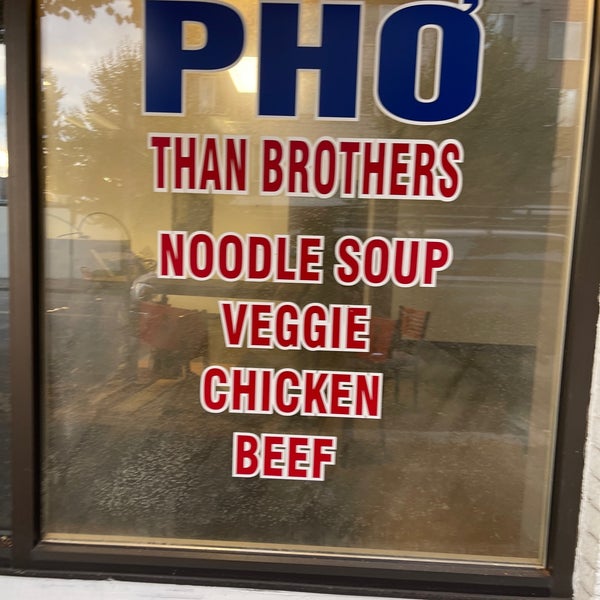 PHỞ
THAN BROTHERS
NOODLE SOUP
VEGGIE
CHICKEN
BEEF